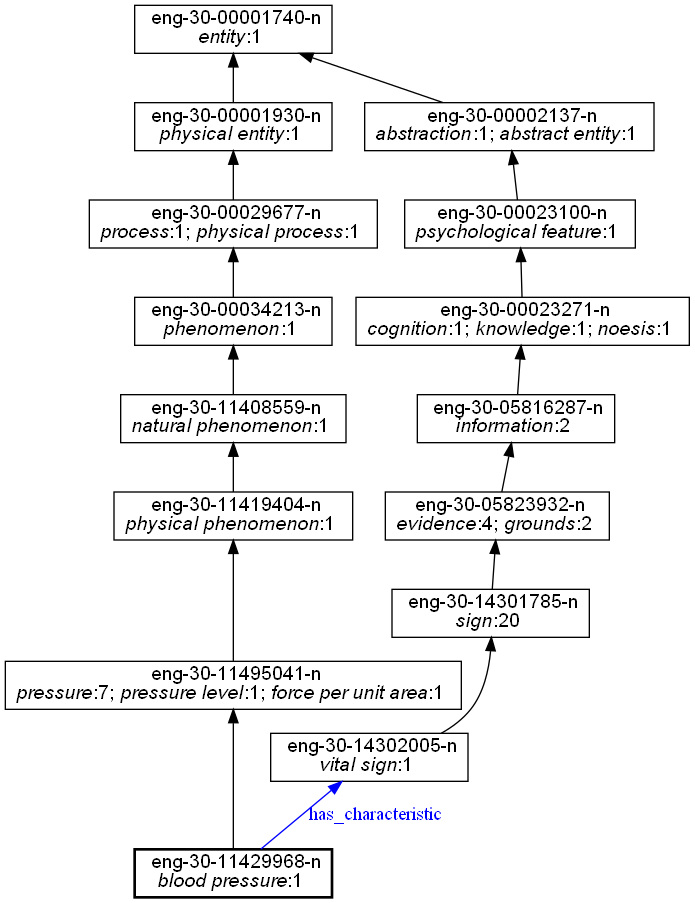 eng-30-00001740-n
entity:1
eng-30-00001930-n
physical entity:1
eng-30-00002137-n
abstraction:1; abstract entity:1
eng-30-00029677-n
process:1; physical process:1
eng-30-00023100-n
psychological feature:1
eng-30-00034213-n
phenomenon:1
eng-30-00023271-n
cognition:1; knowledge:1; noesis:1
eng-30-11408559-n
natural phenomenon:1
eng-30-05816287-n
information:2
eng-30-11419404-n
physical phenomenon:1
eng-30-05823932-n
evidence:4; grounds:2
eng-30-14301785-n
sign:20
eng-30-11495041-n
pressure:7; pressure level:1; force per unit area:1
eng-30-14302005-n
vital sign:1
has_characteristic
eng-30-11429968-n
blood pressure:1